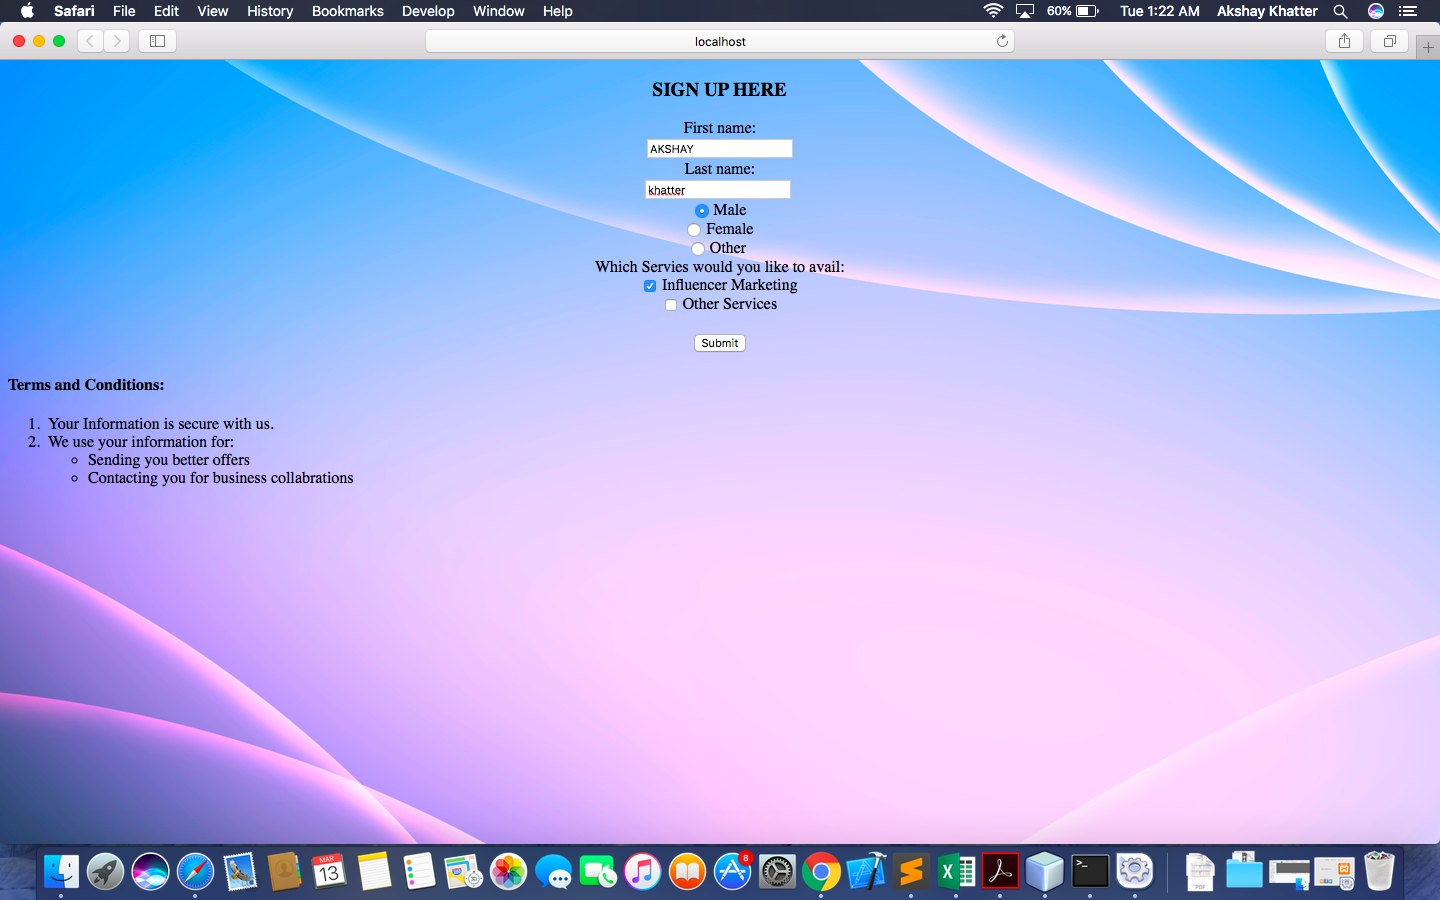 Safari File Edit View History Bookmarks Develop Window Help 60% Tue 1:22 AM Akshay Khatter
localhost
SIGN UP HERE
First name:
AKSHAY
Last name:
khatter
Male
Female
Other
Which Servies would you like to avail:
Influencer Marketing
Other Services
Submit
Terms and Conditions:
1. Your Information is secure with us.
2. We use your information for:
Sending you better offers
Contacting you for business collabrations
MAR
13
8
PDF